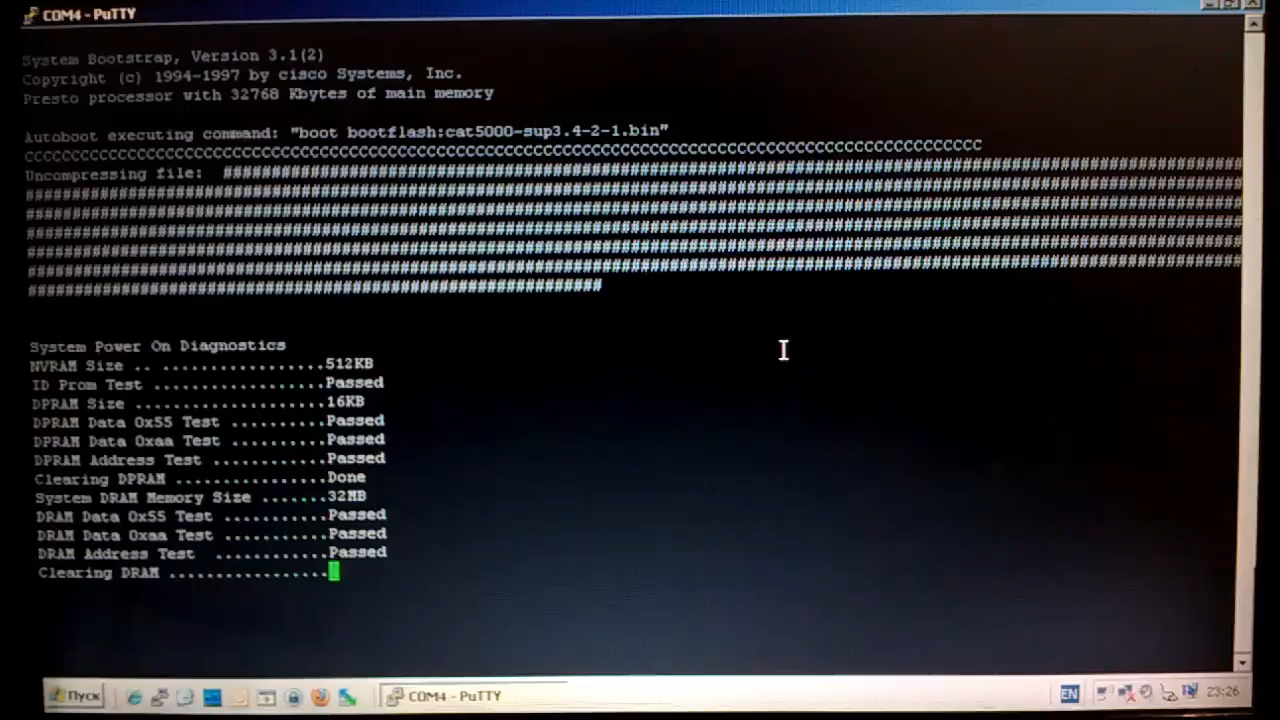 COM4 - PuTTY
System Bootstrap, Version 3.1(2)
Copyright (c) 1994-1997 by cisco Systems, Inc.
Presto processor with 32768 Kbytes of main memory
Autoboot executing command: "boot bootflash:cat5000-sup3.4-2-1.bin"
CCCCCCCCCCCCCCCCCCCCCCCCCCCCCCCCCCCCCCCCCCCCCCCCCCCCCCCCCCCCCCCCCCCCCCCCCCCCCCCCCCCCCCCCCCCCCCCCCCCCCCCCCCCCCCCCCCCCCC
Uncompressing file:  ###################################################################################################################
########################################################################################################################################
########################################################################################################################################
########################################################################################################################################
########################################################################################################################################
########################################################################################################################################
##########################################################################
System Power On Diagnostics
NVRAM Size .. .................512KB
ID Prom Test ..................Passed
DPRAM Size ....................16KB
DPRAM Data 0x55 Test ..........Passed
DPRAM Data 0xaa Test ..........Passed
DPRAM Address Test ............Passed
Clearing DPRAM ................Done
System DRAM Memory Size .......32MB
DRAM Data 0x55 Test ...........Passed
DRAM Data 0xaa Test ...........Passed
DRAM Address Test  ............Passed
Clearing DRAM .................
Пуск
COM4 - PuTTY
EN
23:26